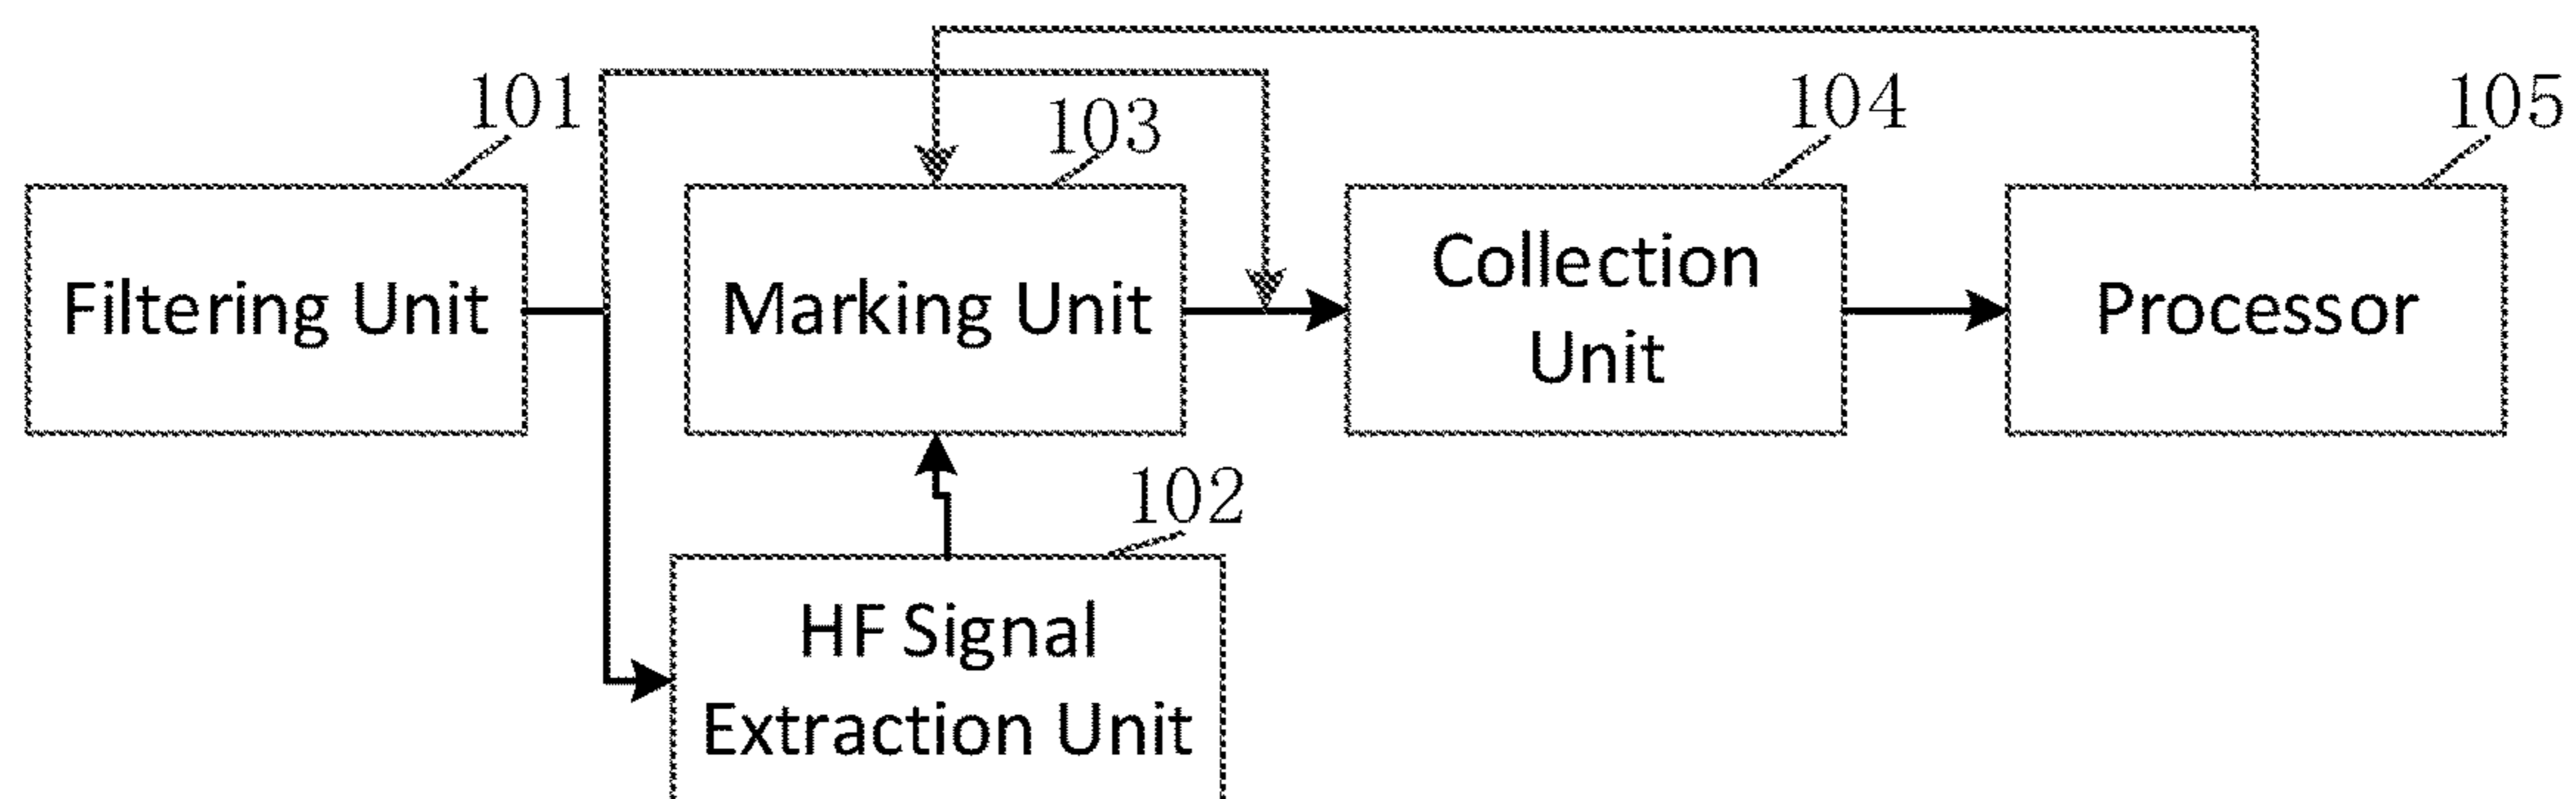 101
103
104
105
Filtering Unit
Marking Unit
Collection
Unit
Processor
102
HF Signal
Extraction Unit